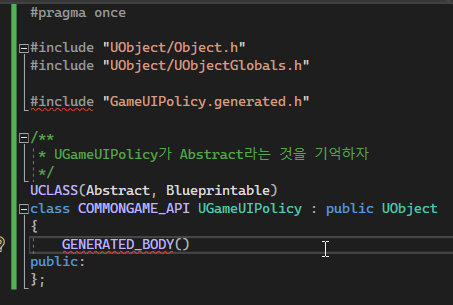 #pragma once
#include "UObject/Object.h"
#include "UObject/UObjectGlobals.h"
#include "GameUIPolicy.generated.h"
/**
* UGameUIPolicy가 Abstract라는 것을 기억하자
*/
UCLASS(Abstract, Blueprintable)
class COMMONGAME_API UGameUIPolicy : public UObject
{
GENERATED_BODY()
public:
};